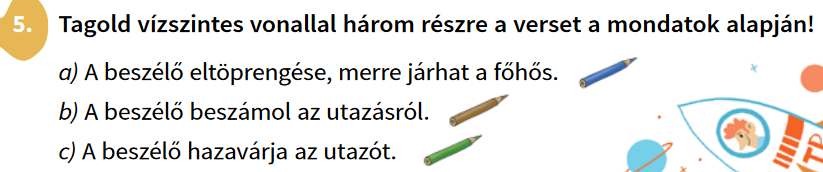 5. Tagold vízszintes vonallal három részre a verset a mondatok alapján!
a) A beszélő eltöprengése, merre járhat a főhős.
b) A beszélő beszámol az utazásról.
c) A beszélő hazavárja az utazót.
TP